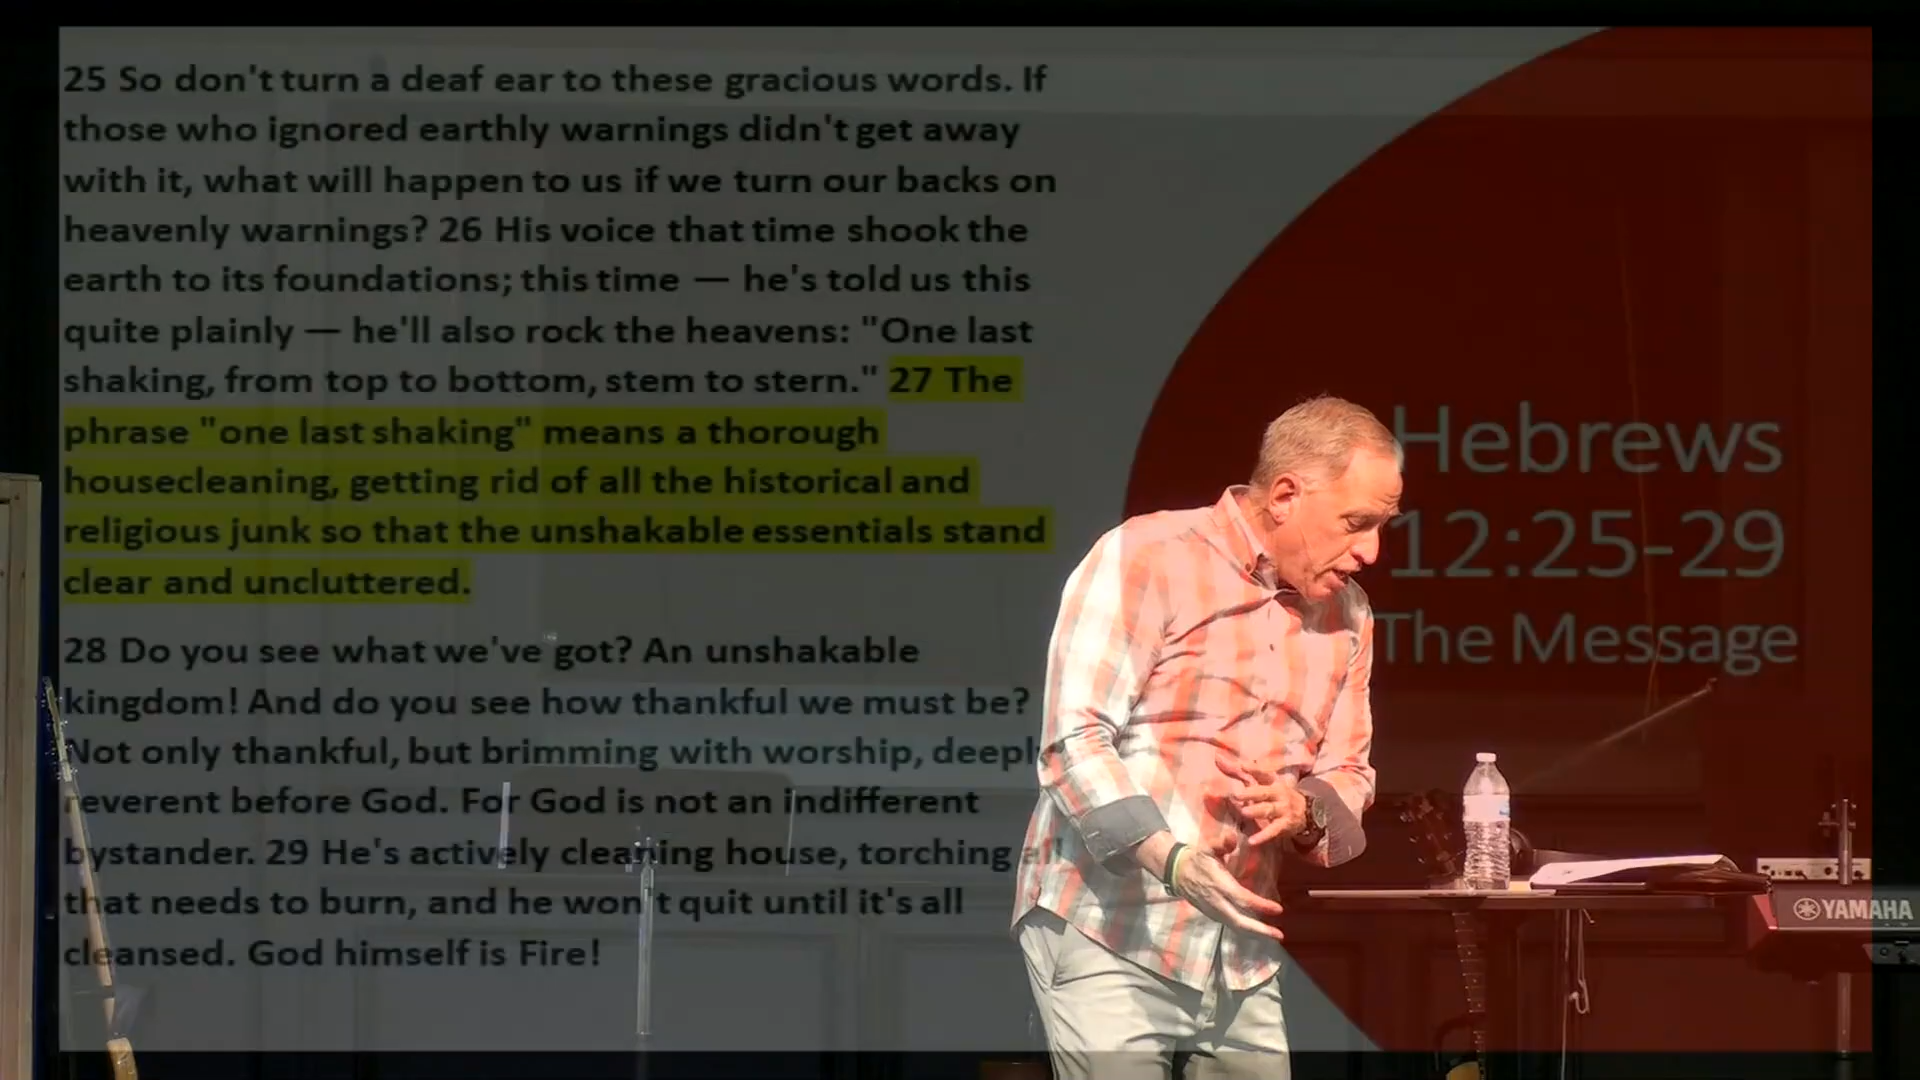 25 So don't turn a deaf ear to these gracious words. If
those who ignored earthly warnings didn't get away
with it, what will happen to us if we turn our backs on
heavenly warnings? 26 His voice that time shook the
earth to its foundations; this time — he's told us this
quite plainly — he'll also rock the heavens: "One last
shaking, from top to bottom, stem to stern." 27 The
phrase "one last shaking" means a thorough
housecleaning, getting rid of all the historical and
religious junk so that the unshakable essentials stand
clear and uncluttered.
28 Do you see what we've got? An unshakable
kingdom! And do you see how thankful we must be?
Not only thankful, but brimming with worship, deeply
reverent before God. For God is not an indifferent
bystander. 29 He's actively cleaning house, torching all
that needs to burn, and he won't quit until it's all
cleansed. God himself is Fire!
Hebrews
12:25-29
The Message
YAMAHA